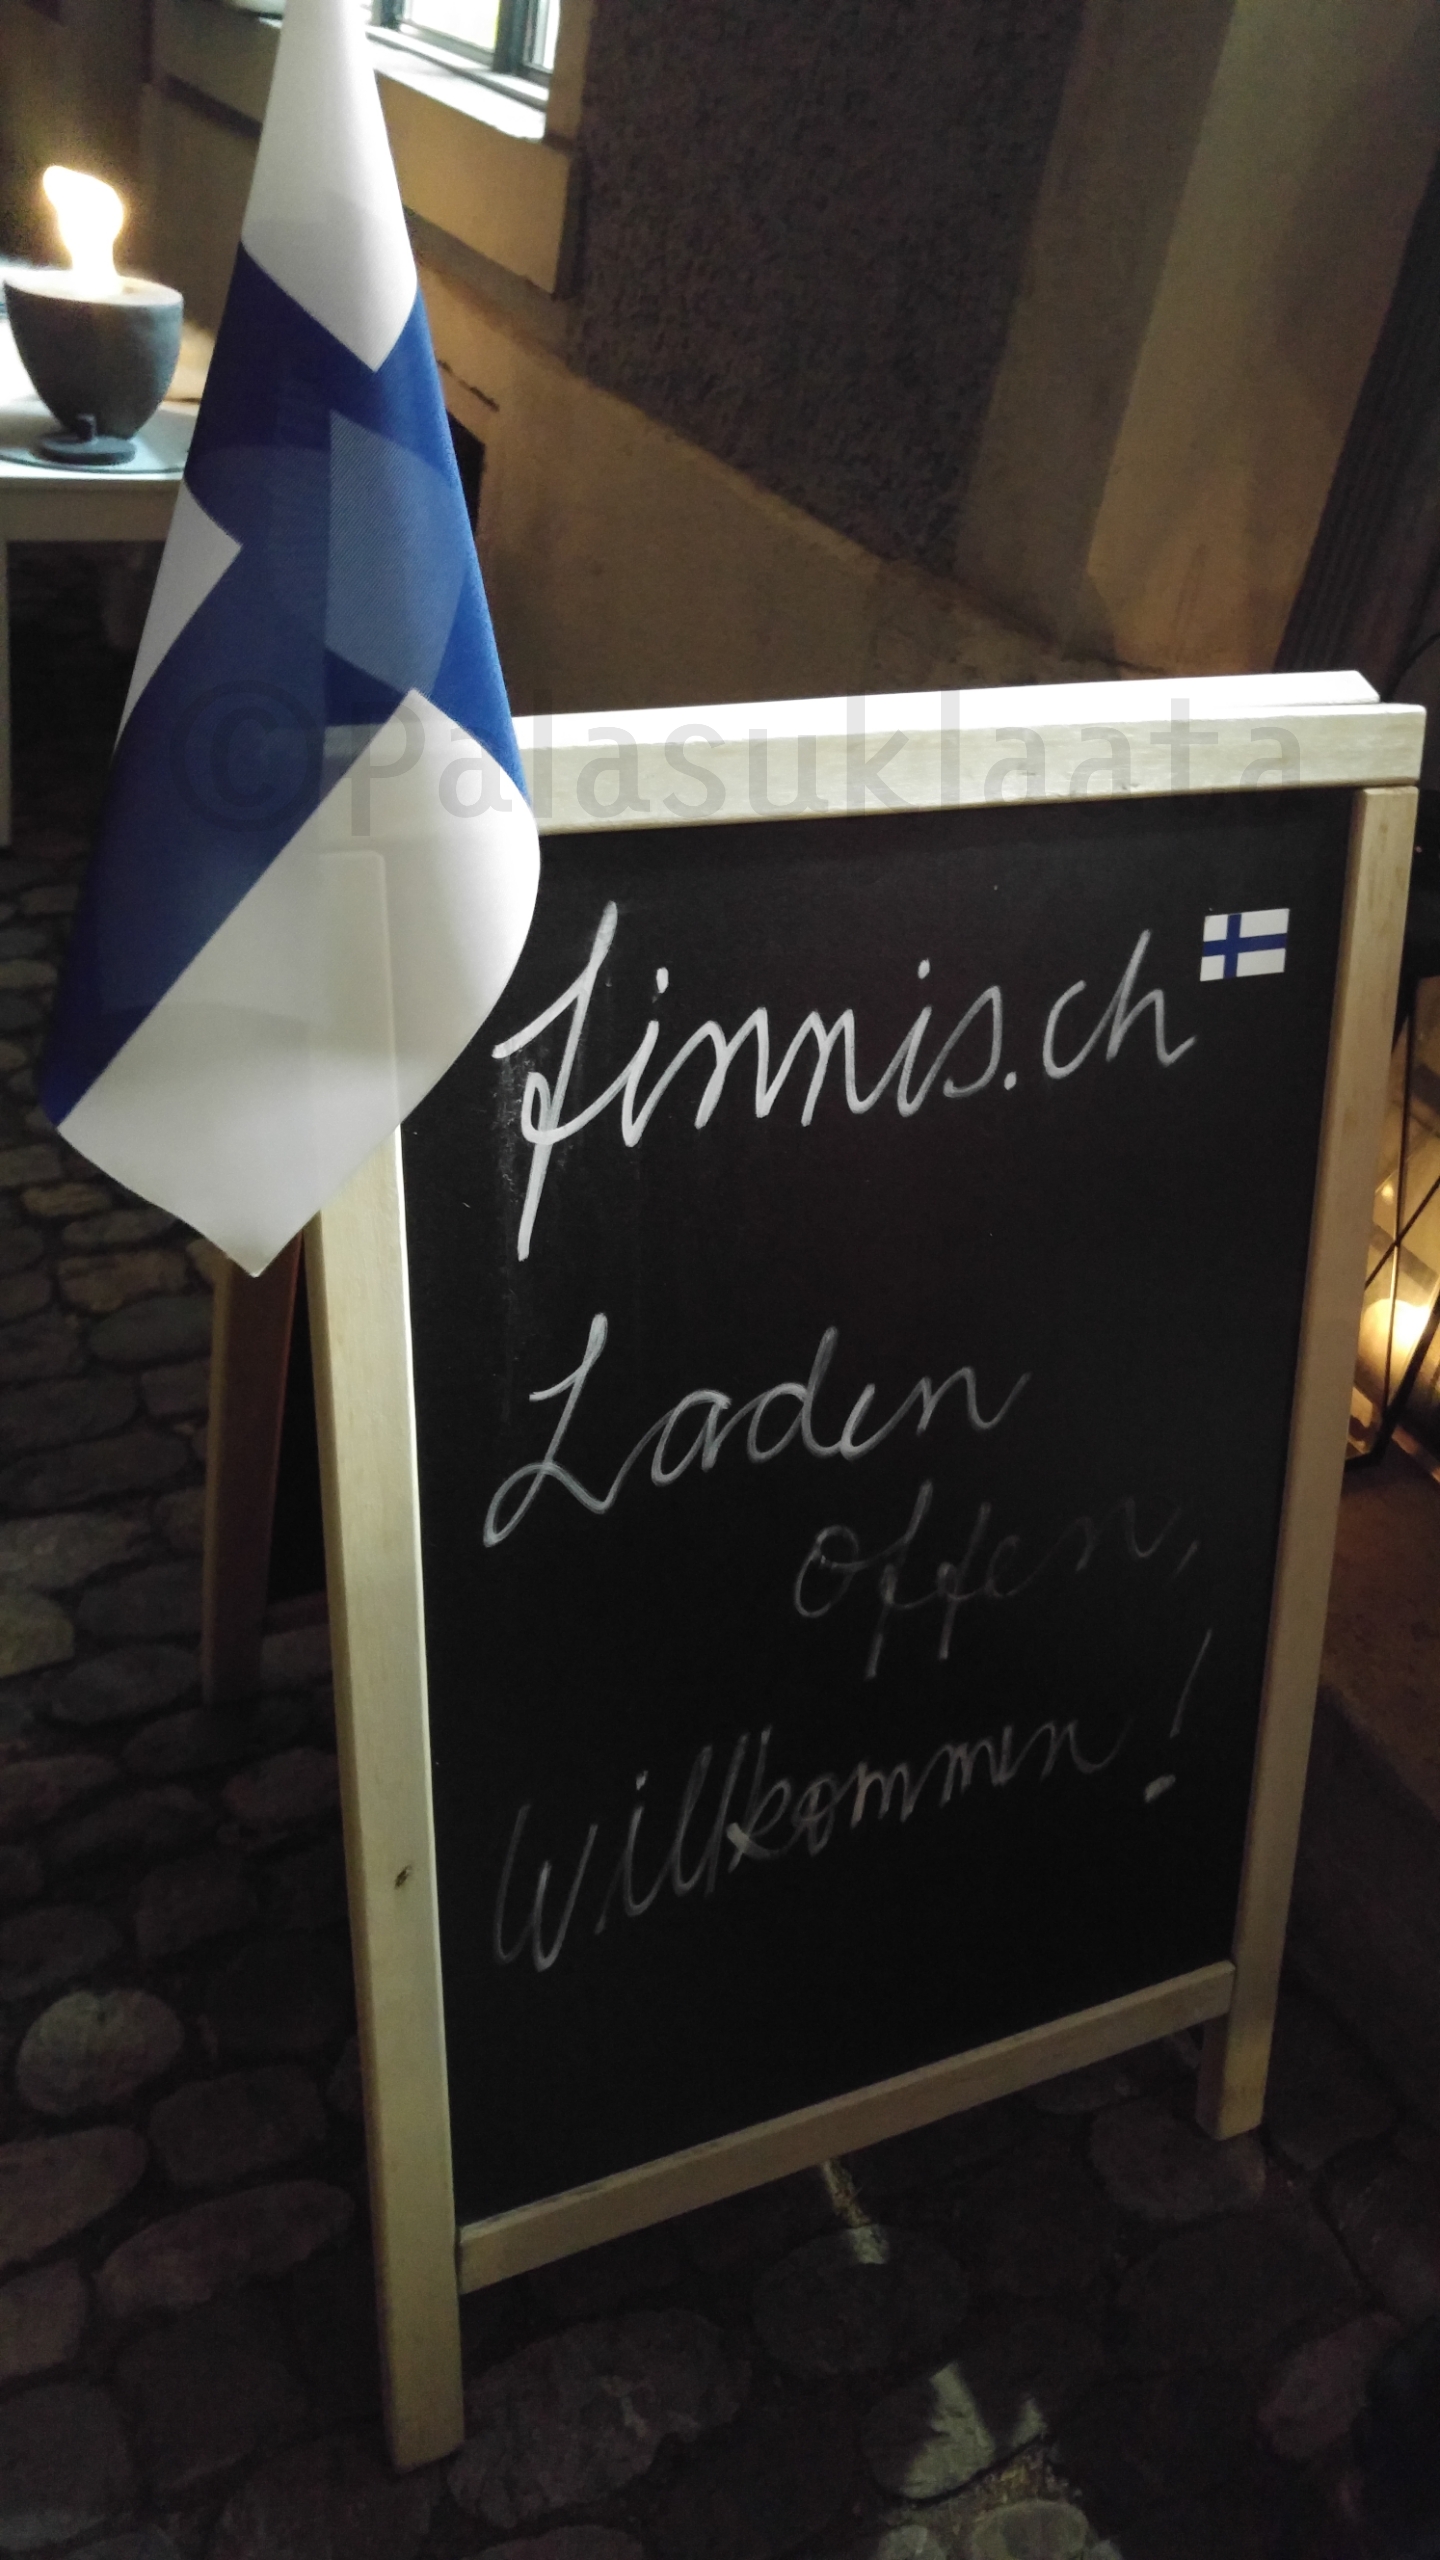 ©Palasuklaata
finnis.ch
Laden
offen,
Willkommen!